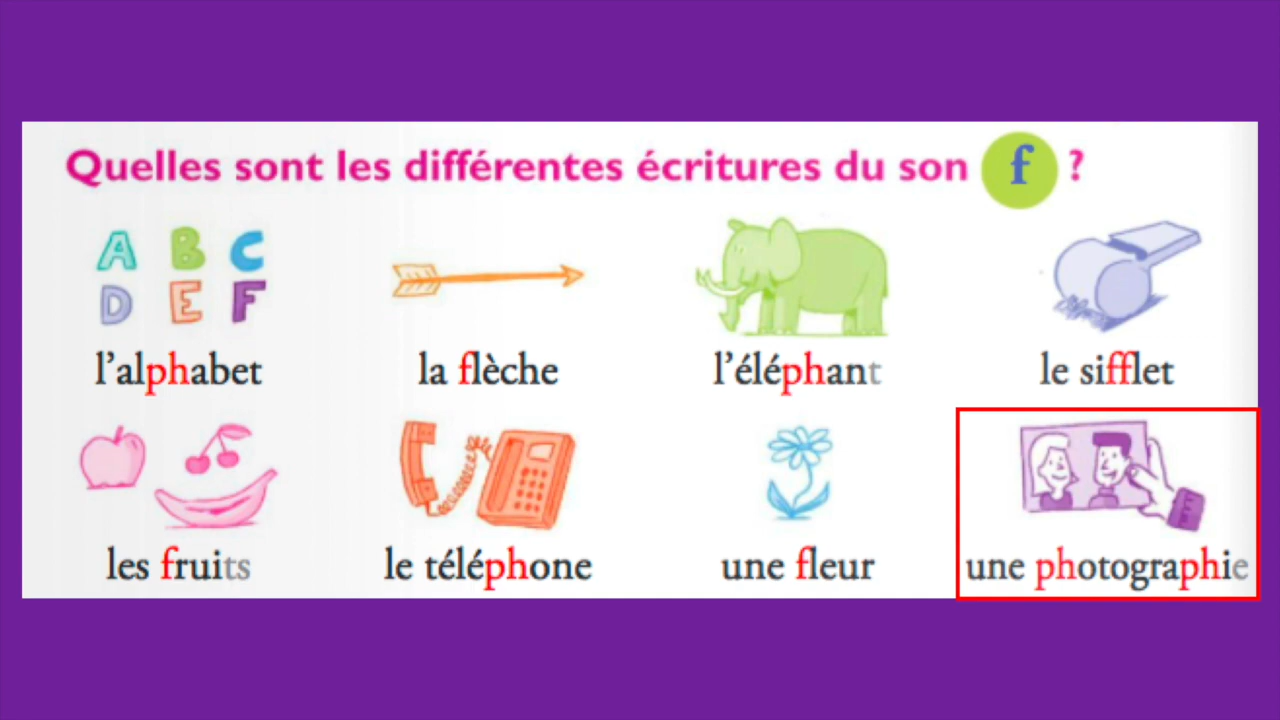 Quelles sont les différentes écritures du son f ?
A B C
D E F
l'alphabet la flèche l'éléphant le sifflet
les fruits le téléphone une fleur une photographie